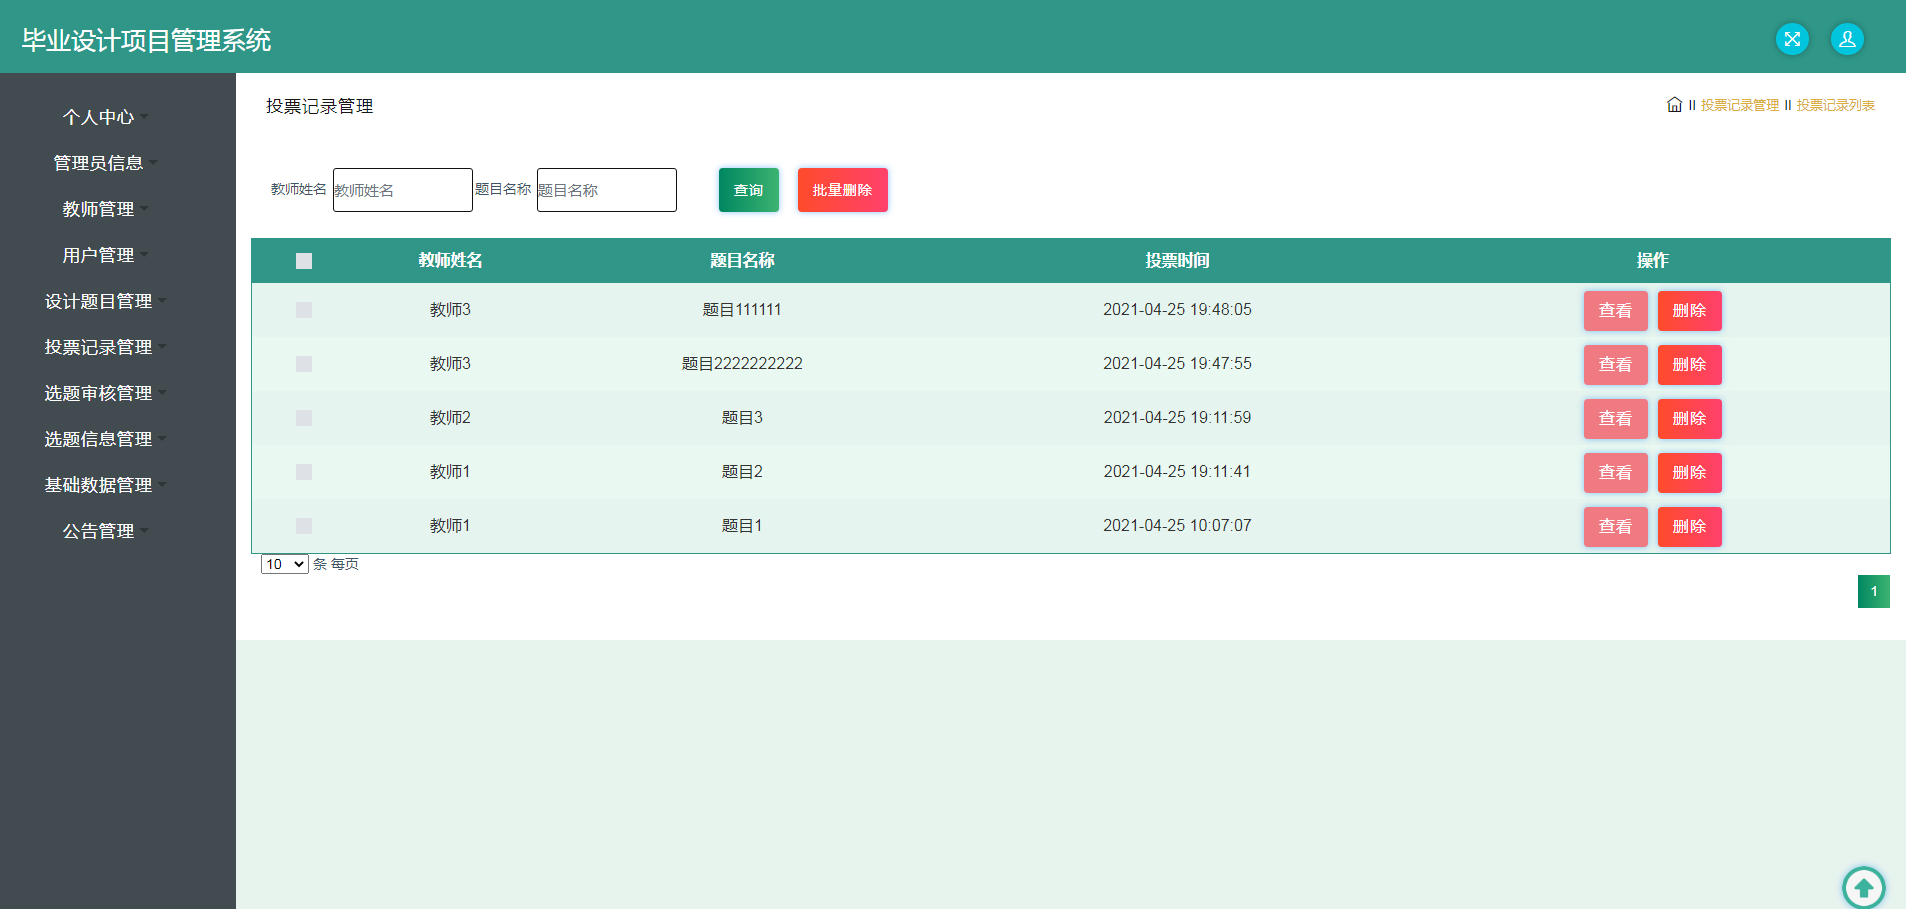 毕业设计项目管理系统
个人中心
管理员信息
教师管理
用户管理
设计题目管理
投票记录管理
选题审核管理
选题信息管理
基础数据管理
公告管理
投票记录管理
投票记录管理 投票记录列表
教师姓名 教师姓名 题目名称 题目名称 查询 批量删除
教师姓名 题目名称 投票时间 操作
教师3 题目111111 2021-04-25 19:48:05 查看 删除
教师3 题目2222222222 2021-04-25 19:47:55 查看 删除
教师2 题目3 2021-04-25 19:11:59 查看 删除
教师1 题目2 2021-04-25 19:11:41 查看 删除
教师1 题目1 2021-04-25 10:07:07 查看 删除
10 条 每页
1